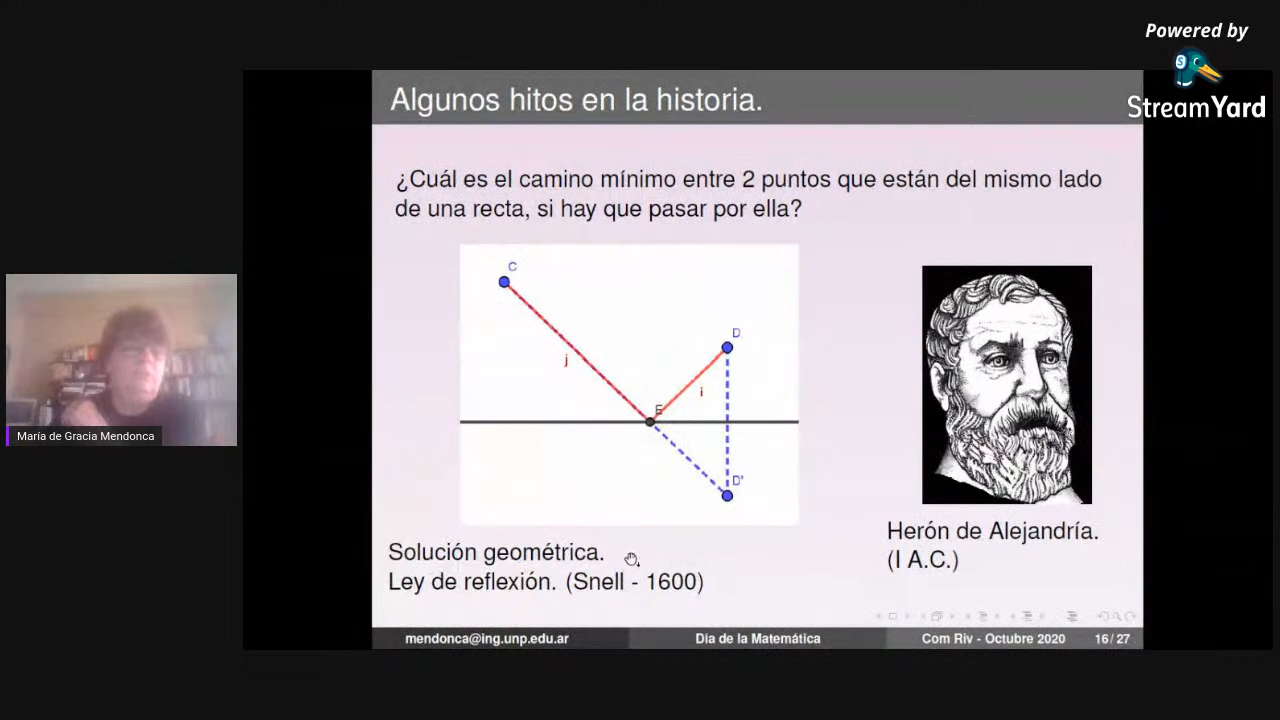 Powered by
StreamYard
Algunos hitos en la historia.
¿Cuál es el camino mínimo entre 2 puntos que están del mismo lado
de una recta, si hay que pasar por ella?
C
D
j
i
E
D'
María de Gracia Mendonca
Herón de Alejandría.
(I A.C.)
Solución geométrica.
Ley de reflexión. (Snell - 1600)
mendonca@ing.unp.edu.ar
Dia de la Matemática
Com Riv - Octubre 2020
16 / 27